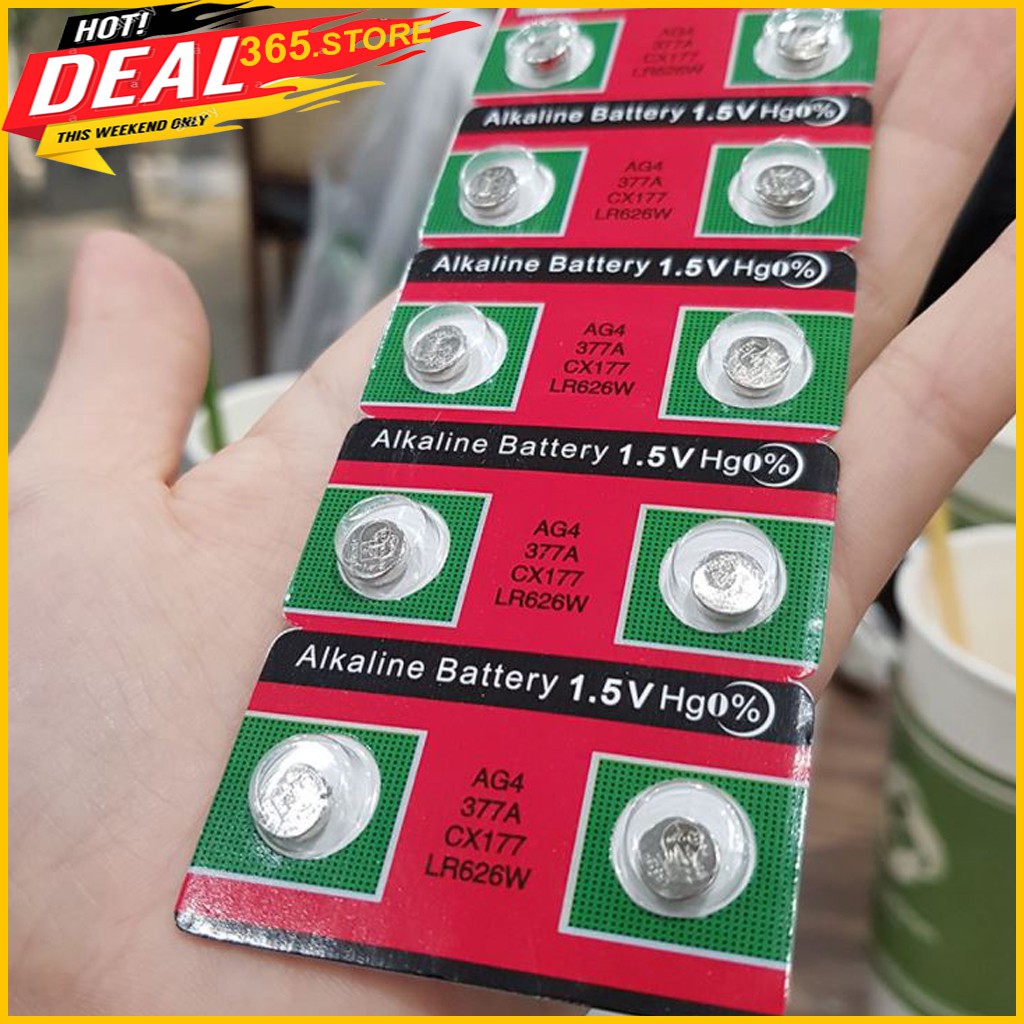 HOT!
DEAL
365.STORE
THIS WEEKEND ONLY
AG4
377A
CX177
LR626W
Alkaline Battery 1.5V Hg0%
AG4
377A
CX177
LR626W
Alkaline Battery 1.5V Hg0%
AG4
377A
CX177
LR626W
Alkaline Battery 1.5V Hg0%
AG4
377A
CX177
LR626W
Alkaline Battery 1.5V Hg0%
AG4
377A
CX177
LR626W